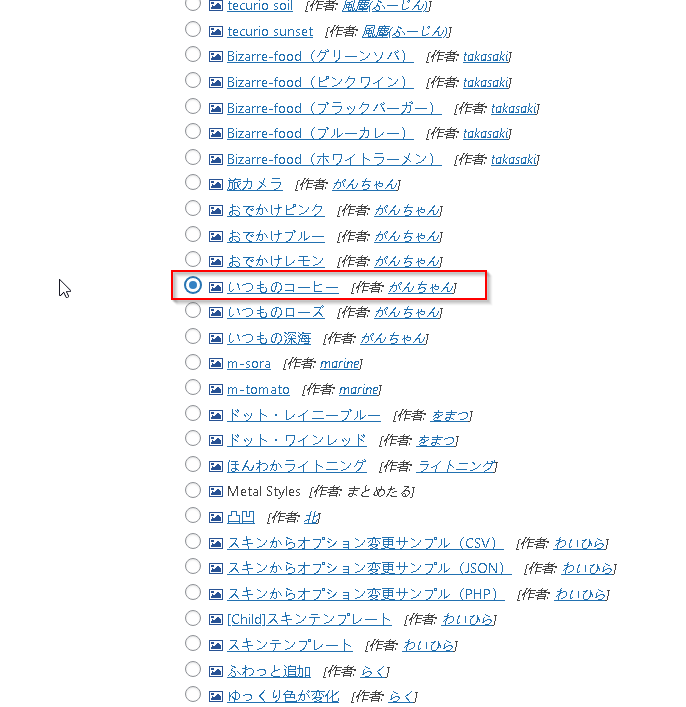 tecurio soil [作者: 風塵(ふーじん)]
tecurio sunset [作者: 風塵(ふーじん)]
Bizarre-food（グリーンソバ） [作者: takasaki]
Bizarre-food（ピンクワイン） [作者: takasaki]
Bizarre-food（ブラックバーガー） [作者: takasaki]
Bizarre-food（ブルーカレー） [作者: takasaki]
Bizarre-food（ホワイトラーメン） [作者: takasaki]
旅カメラ [作者: がんちゃん]
おでかけピンク [作者: がんちゃん]
おでかけブルー [作者: がんちゃん]
おでかけレモン [作者: がんちゃん]
いつものコーヒー [作者: がんちゃん]
いつものローズ [作者: がんちゃん]
いつもの深海 [作者: がんちゃん]
m-sora [作者: marine]
m-tomato [作者: marine]
ドット・レイニーブルー [作者: をまつ]
ドット・ワインレッド [作者: をまつ]
ほんわかライトニング [作者: ライトニング]
Metal Styles [作者: まとめたる]
凸凹 [作者: 北]
スキンからオプション変更サンプル（CSV） [作者: わいひら]
スキンからオプション変更サンプル（JSON） [作者: わいひら]
スキンからオプション変更サンプル（PHP） [作者: わいひら]
[Child]スキンテンプレート [作者: わいひら]
スキンテンプレート [作者: わいひら]
ふわっと追加 [作者: らく]
ゆっくり色が変化 [作者: らく]